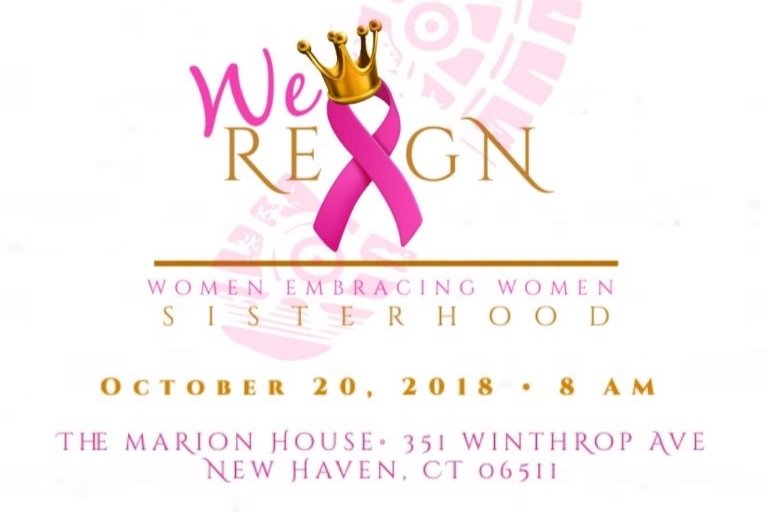 We
REIGN
WOMEN EMBRACING WOMEN
SISTERHOOD
OCTOBER 20, 2018 • 8 AM
THE MARION HOUSE• 351 WINTHROP AVE
NEW HAVEN, CT 06511